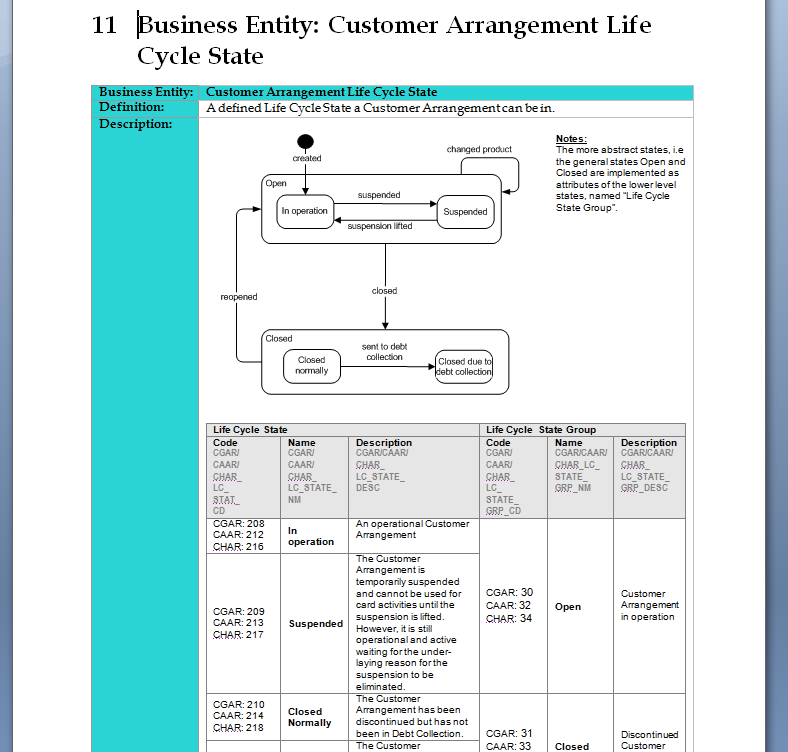 11 Business Entity: Customer Arrangement Life
Cycle State
Business Entity: Customer Arrangement Life Cycle State
Definition: A defined Life Cycle State a Customer Arrangement can be in.
Description:
created
changed product
Open
In operation
suspended
suspension lifted
Suspended
reopened
closed
Closed
Closed
normally
sent to debt
collection
Closed due to
debt collection
Notes:
The more abstract states, i.e
the general states Open and
Closed are implemented as
attributes of the lower level
states, named "Life Cycle
State Group".
Life Cycle State
Life Cycle State Group
Code
CGAR/
CAAR/
CHAR_
LC_
STAT_
CD
Name
CGAR/
CAAR/
CHAR_
LC_STATE_
NM
Description
CGAR/CAAR/
CHAR_
LC_STATE_
DESC
Code
CGAR/
CAAR/
CHAR_
LC_
STATE_
GRP_CD
Name
CGAR/CAAR/
CHAR_LC_
STATE_
GRP_NM
Description
CGAR/CAAR/
CHAR_
LC_STATE_
GRP_DESC
CGAR: 208
CAAR: 212
CHAR: 216
In
operation
An operational Customer
Arrangement
CGAR: 30
CAAR: 32
CHAR: 34
Open
Customer
Arrangement
in operation
CGAR: 209
CAAR: 213
CHAR: 217
Suspended
The Customer
Arrangement is
temporarily suspended
and cannot be used for
card activities until the
suspension is lifted.
However, it is still
operational and active
waiting for the under-
laying reason for the
suspension to be
eliminated.
CGAR: 210
CAAR: 214
CHAR: 218
Closed
Normally
The Customer
Arrangement has been
discontinued but has not
been in Debt Collection.
CGAR: 31
CAAR: 33
Closed
Discontinued
Customer
The Customer